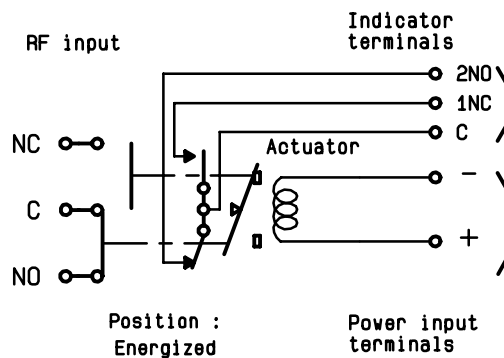 RF input
Indicator
terminals
2NO
1NC
C
Actuator
NC
-
C
+
NO
Position :
Energized
Power input
terminals